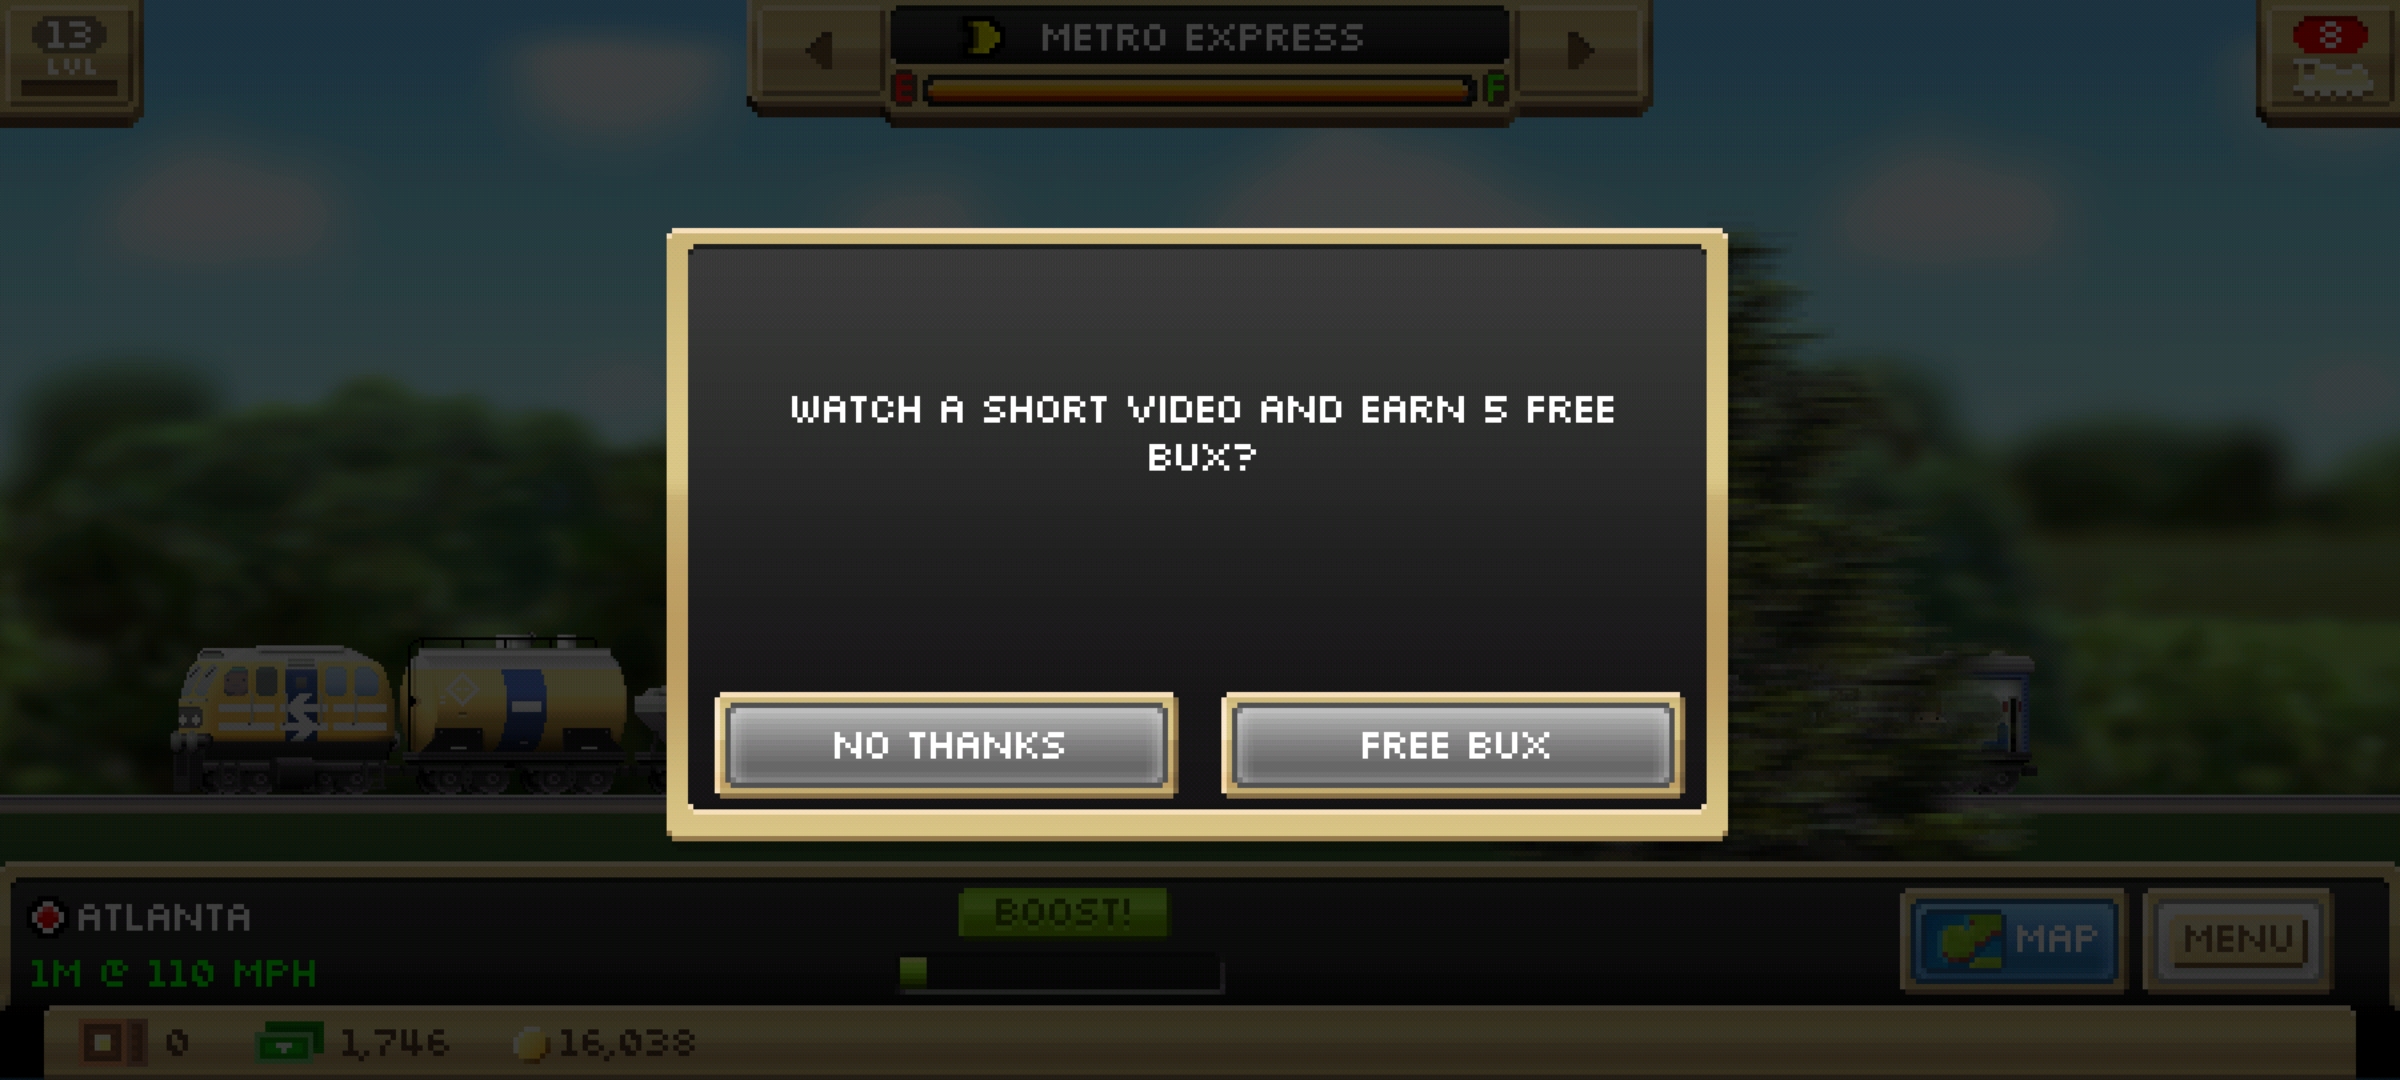 13
LVL
METRO EXPRESS
E
F
8
WATCH A SHORT VIDEO AND EARN 5 FREE
BUX?
NO THANKS
FREE BUX
ATLANTA
1M @ 110 MPH
BOOST!
MAP
MENU
0
1,746
16,038